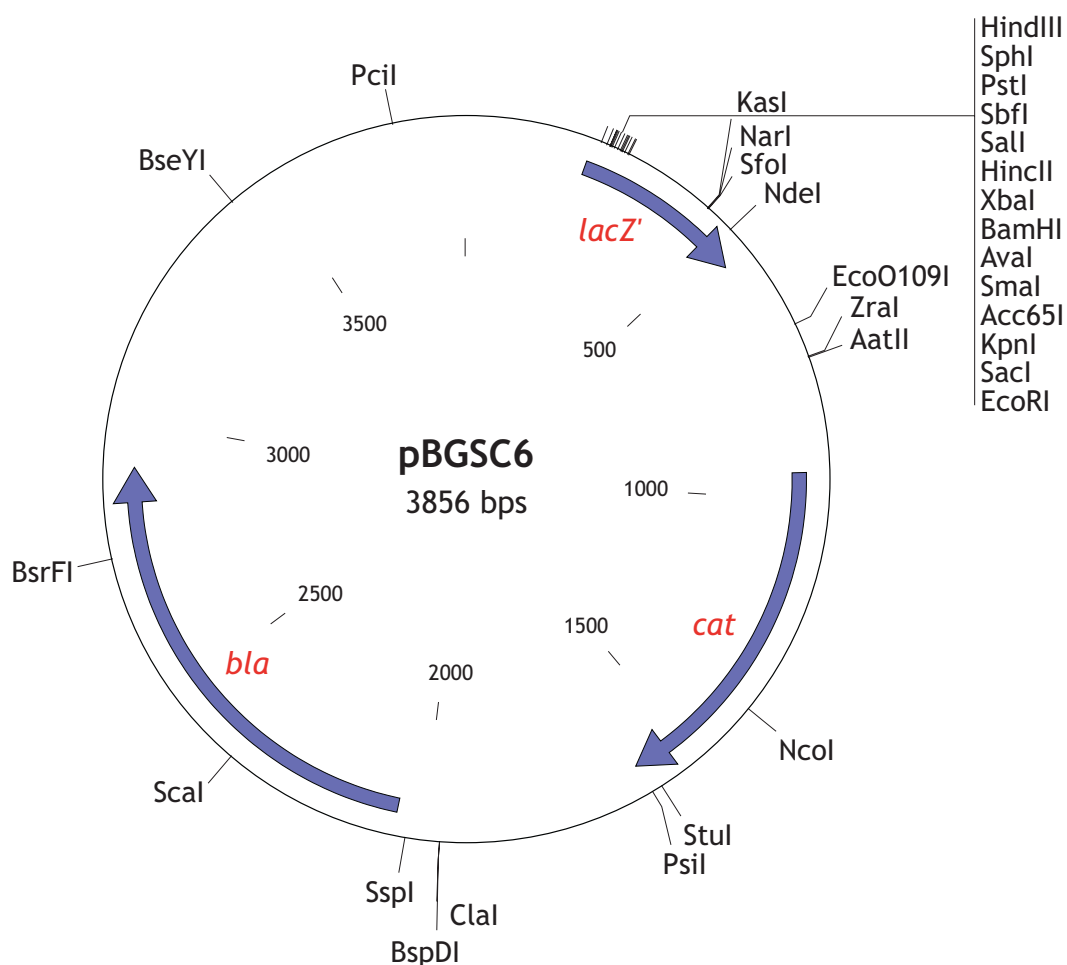 HindIII
SphI
PstI
SbfI
SalI
HincII
XbaI
BamHI
AvaI
SmaI
Acc65I
KpnI
SacI
EcoRI
PciI
KasI
NarI
SfoI
NdeI
BseYI
lacZ'
EcoO109I
ZraI
AatII
3500
500
3000
pBGSC6
3856 bps
1000
BsrFI
2500
1500
cat
bla
2000
NcoI
ScaI
StuI
PsiI
SspI
ClaI
BspDI